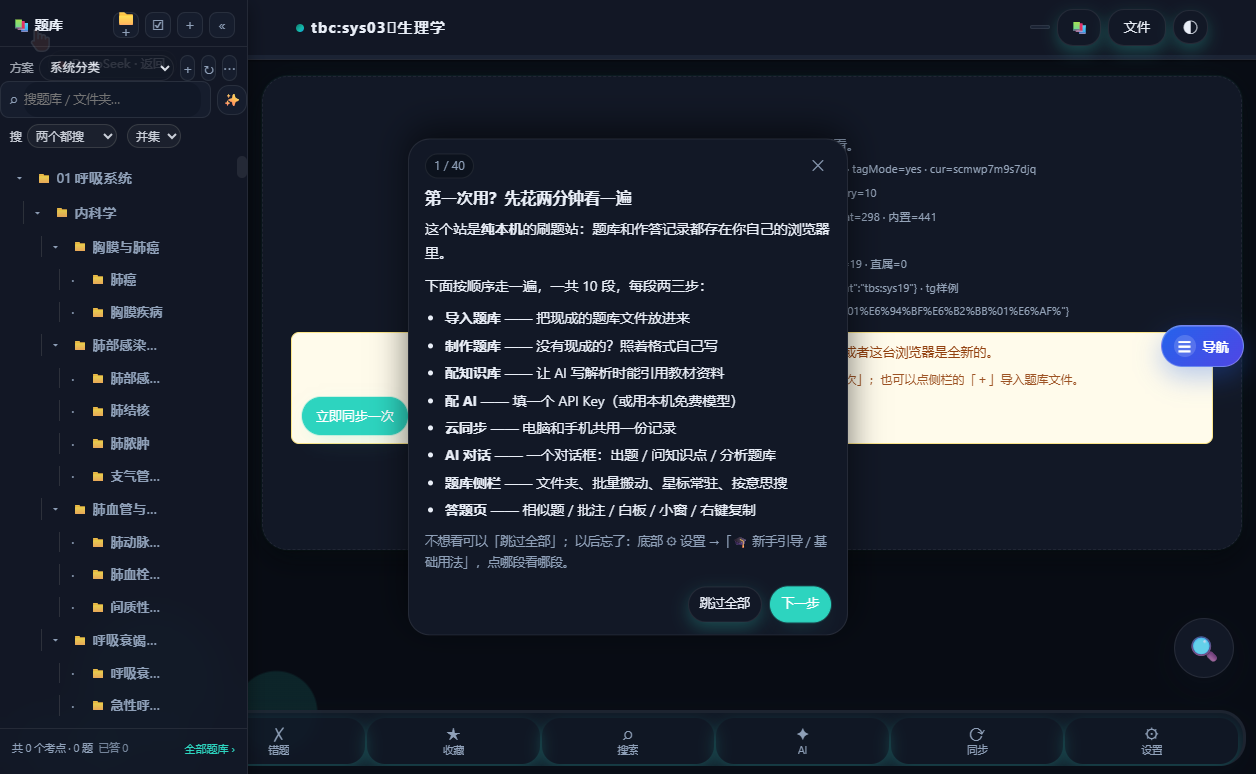 题库
+
«
方案 系统分类
+ ↻ ⋯
搜题库 / 文件夹...
搜 两个都搜 并集
01 呼吸系统
内科学
胸膜与肺癌
肺癌
胸膜疾病
肺部感染...
肺部感...
肺结核
肺脓肿
支气管...
肺血管与...
肺动脉...
肺血栓...
间质性...
呼吸衰竭...
呼吸衰...
急性呼...
共 0 个考点 · 0 题 已答 0
全部题库 ›
tbc:sys03▯生理学
文件
看。
· tagMode=yes · cur=scmwp7m9s7djq
ry=10
nt=298 · 内置=441
=19 · 直属=0
nt":"tbs:sys19"} · tg样例
01%E6%94%BF%E6%B2%BB%01%E6%AF%"}
或者这台浏览器是全新的。
次」；也可以点侧栏的「+」导入题库文件。
立即同步一次
导航
1 / 40
第一次用？先花两分钟看一遍
这个站是纯本机的刷题站：题库和作答记录都存在你自己的浏览器
里。
下面按顺序走一遍，一共 10 段，每段两三步：
• 导入题库 —— 把现成的题库文件放进来
• 制作题库 —— 没有现成的？照着格式自己写
• 配知识库 —— 让 AI 写解析时能引用教材资料
• 配 AI —— 填一个 API Key（或用本机免费模型）
• 云同步 —— 电脑和手机共用一份记录
• AI 对话 —— 一个对话框：出题 / 问知识点 / 分析题库
• 题库侧栏 —— 文件夹、批量搬动、星标常驻、按意思搜
• 答题页 —— 相似题 / 批注 / 白板 / 小窗 / 右键复制
不想看可以「跳过全部」；以后忘了：底部 ⚙ 设置 →「🎓 新手引导 / 基
础用法」，点哪段看哪段。
跳过全部
下一步
错题
收藏
搜索
AI
同步
设置